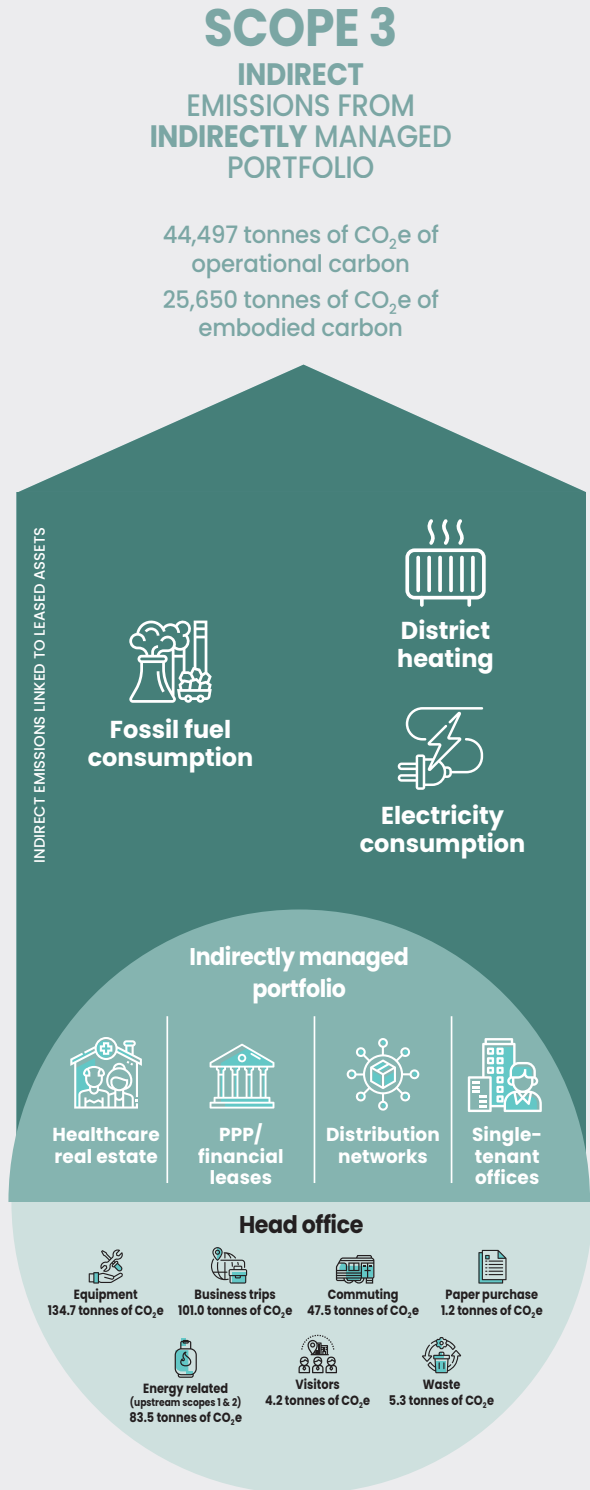 SCOPE 3
INDIRECT
EMISSIONS FROM
INDIRECTLY MANAGED
PORTFOLIO
44,497 tonnes of CO₂e of
operational carbon
25,650 tonnes of CO₂e of
embodied carbon
INDIRECT EMISSIONS LINKED TO LEASED ASSETS
District
heating
Fossil fuel
consumption
Electricity
consumption
Indirectly managed
portfolio
Healthcare
real estate
PPP/
financial
leases
Distribution
networks
Single-
tenant
offices
Head office
Equipment
134.7 tonnes of CO₂e
Business trips
101.0 tonnes of CO₂e
Commuting
47.5 tonnes of CO₂e
Paper purchase
1.2 tonnes of CO₂e
Energy related
(upstream scopes 1 & 2)
83.5 tonnes of CO₂e
Visitors
4.2 tonnes of CO₂e
Waste
5.3 tonnes of CO₂e